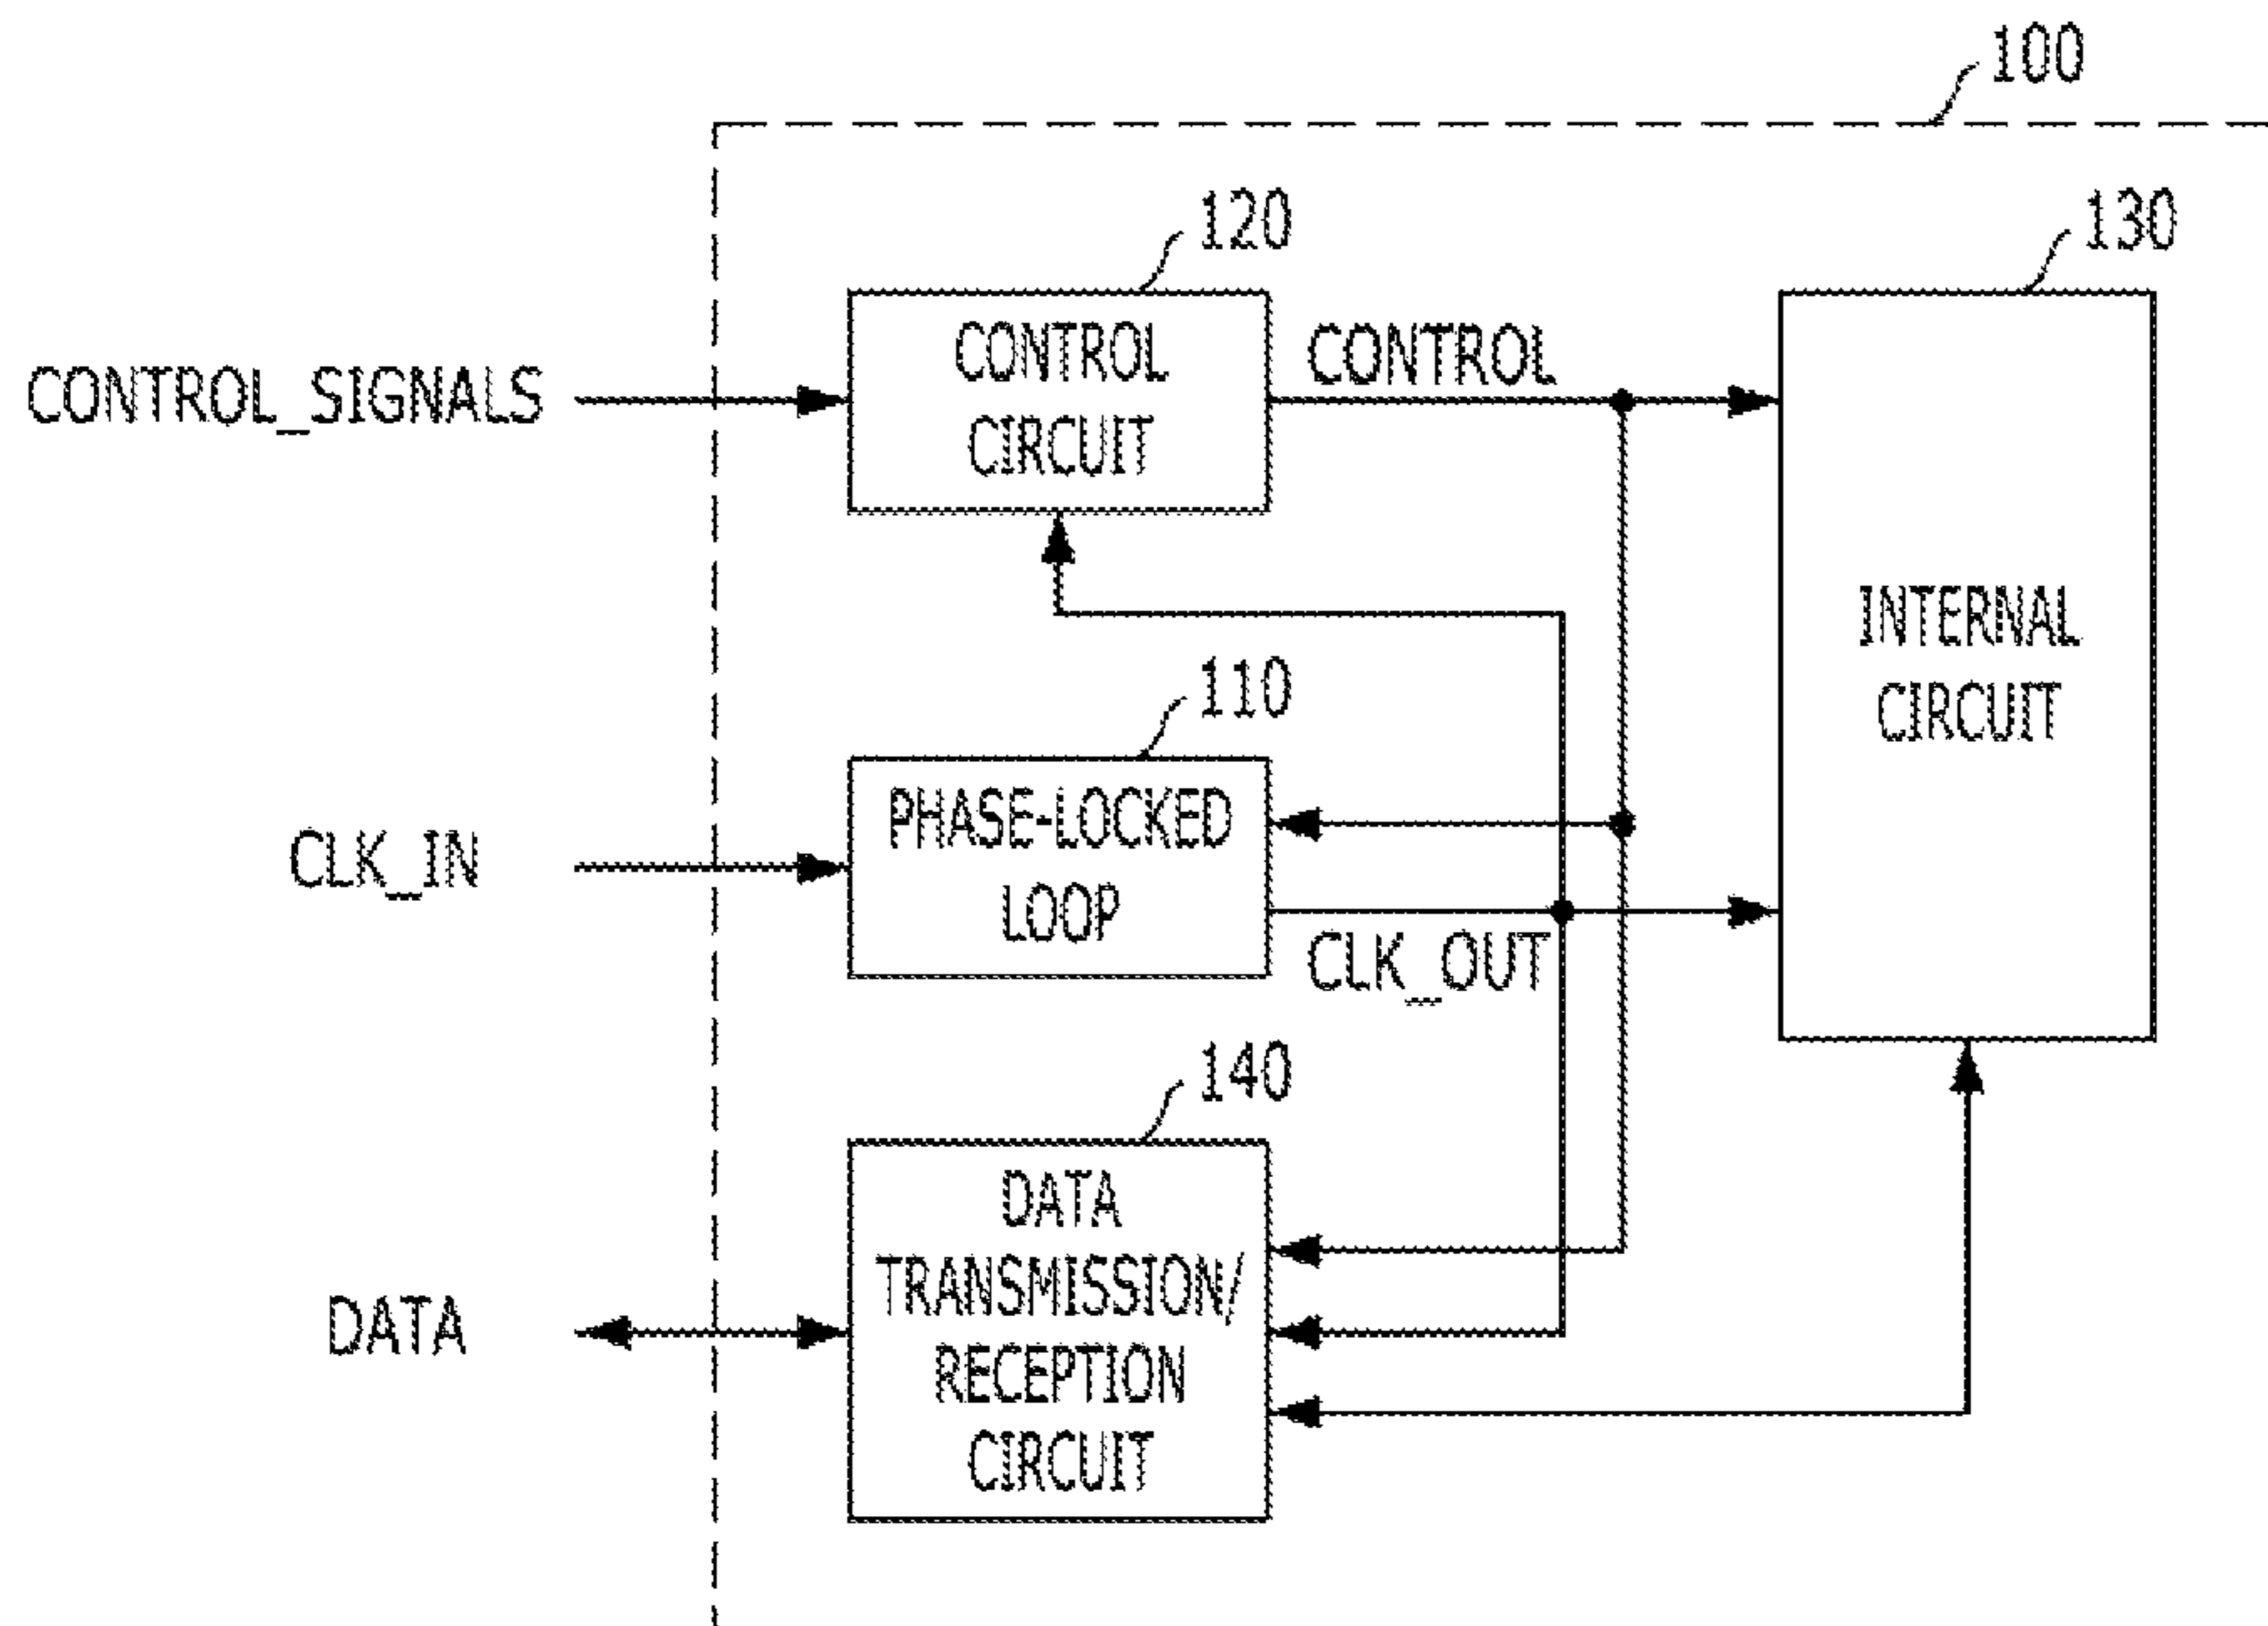 100
120
130
CONTROL
CIRCUIT
CONTROL
CONTROL_SIGNALS
INTERNAL
CIRCUIT
110
PHASE-LOCKED
LOOP
CLK_IN
CLK_OUT
140
DATA
TRANSMISSION/
RECEPTION
CIRCUIT
DATA